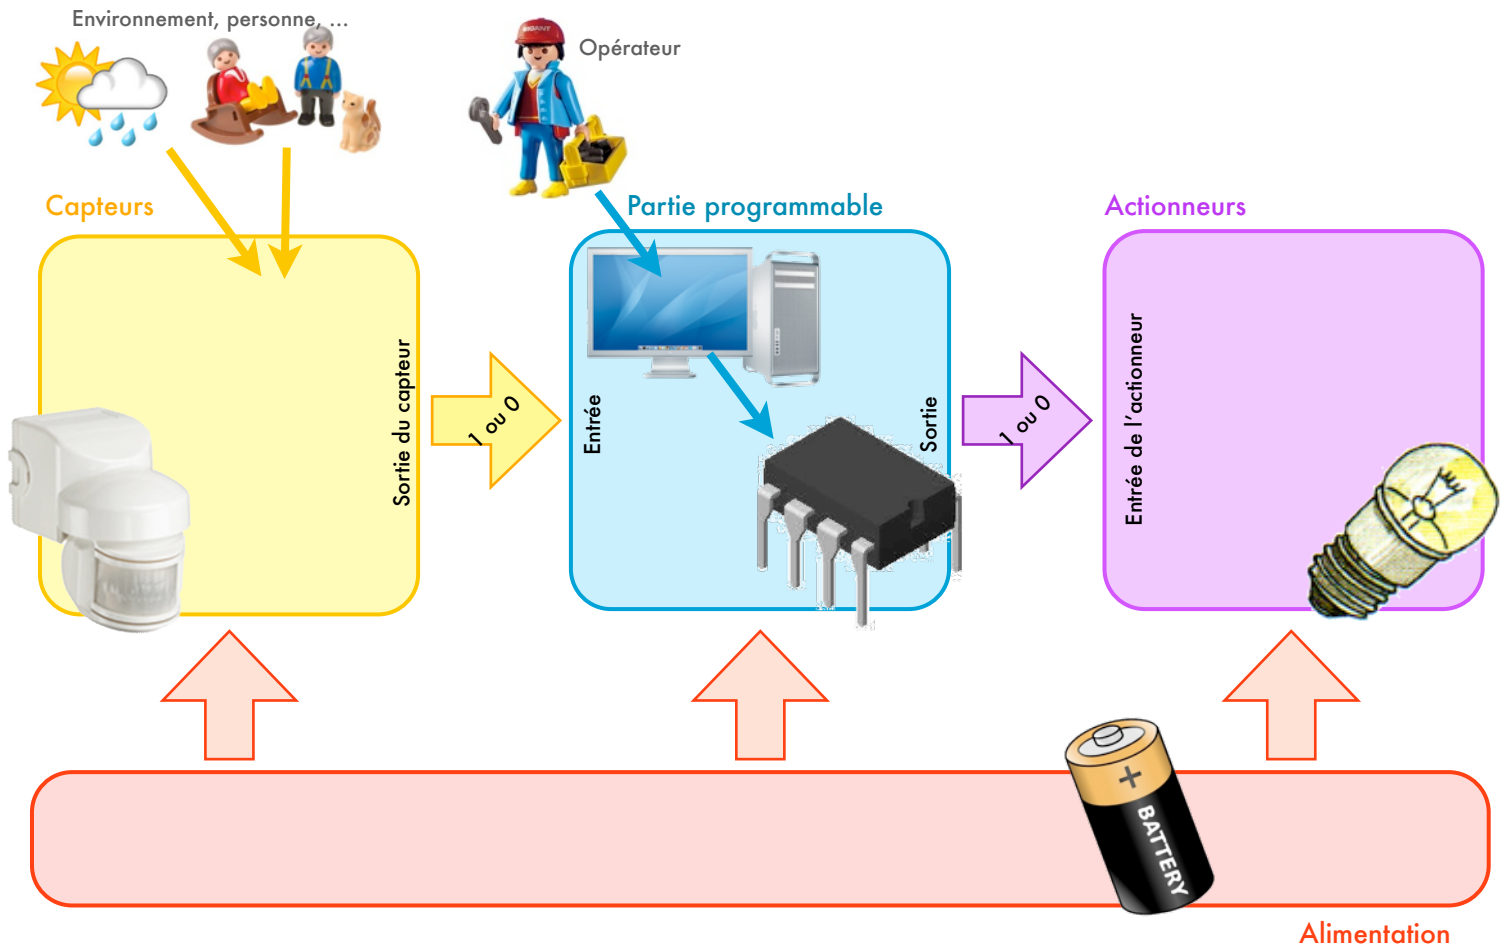 Environnement, personne, ...
Opérateur
GIGANT
Capteurs
Partie programmable
Actionneurs
Sortie du capteur
1 ou 0
Entrée
Sortie
1 ou 0
Entrée de l'actionneur
+
BATTERY
Alimentation